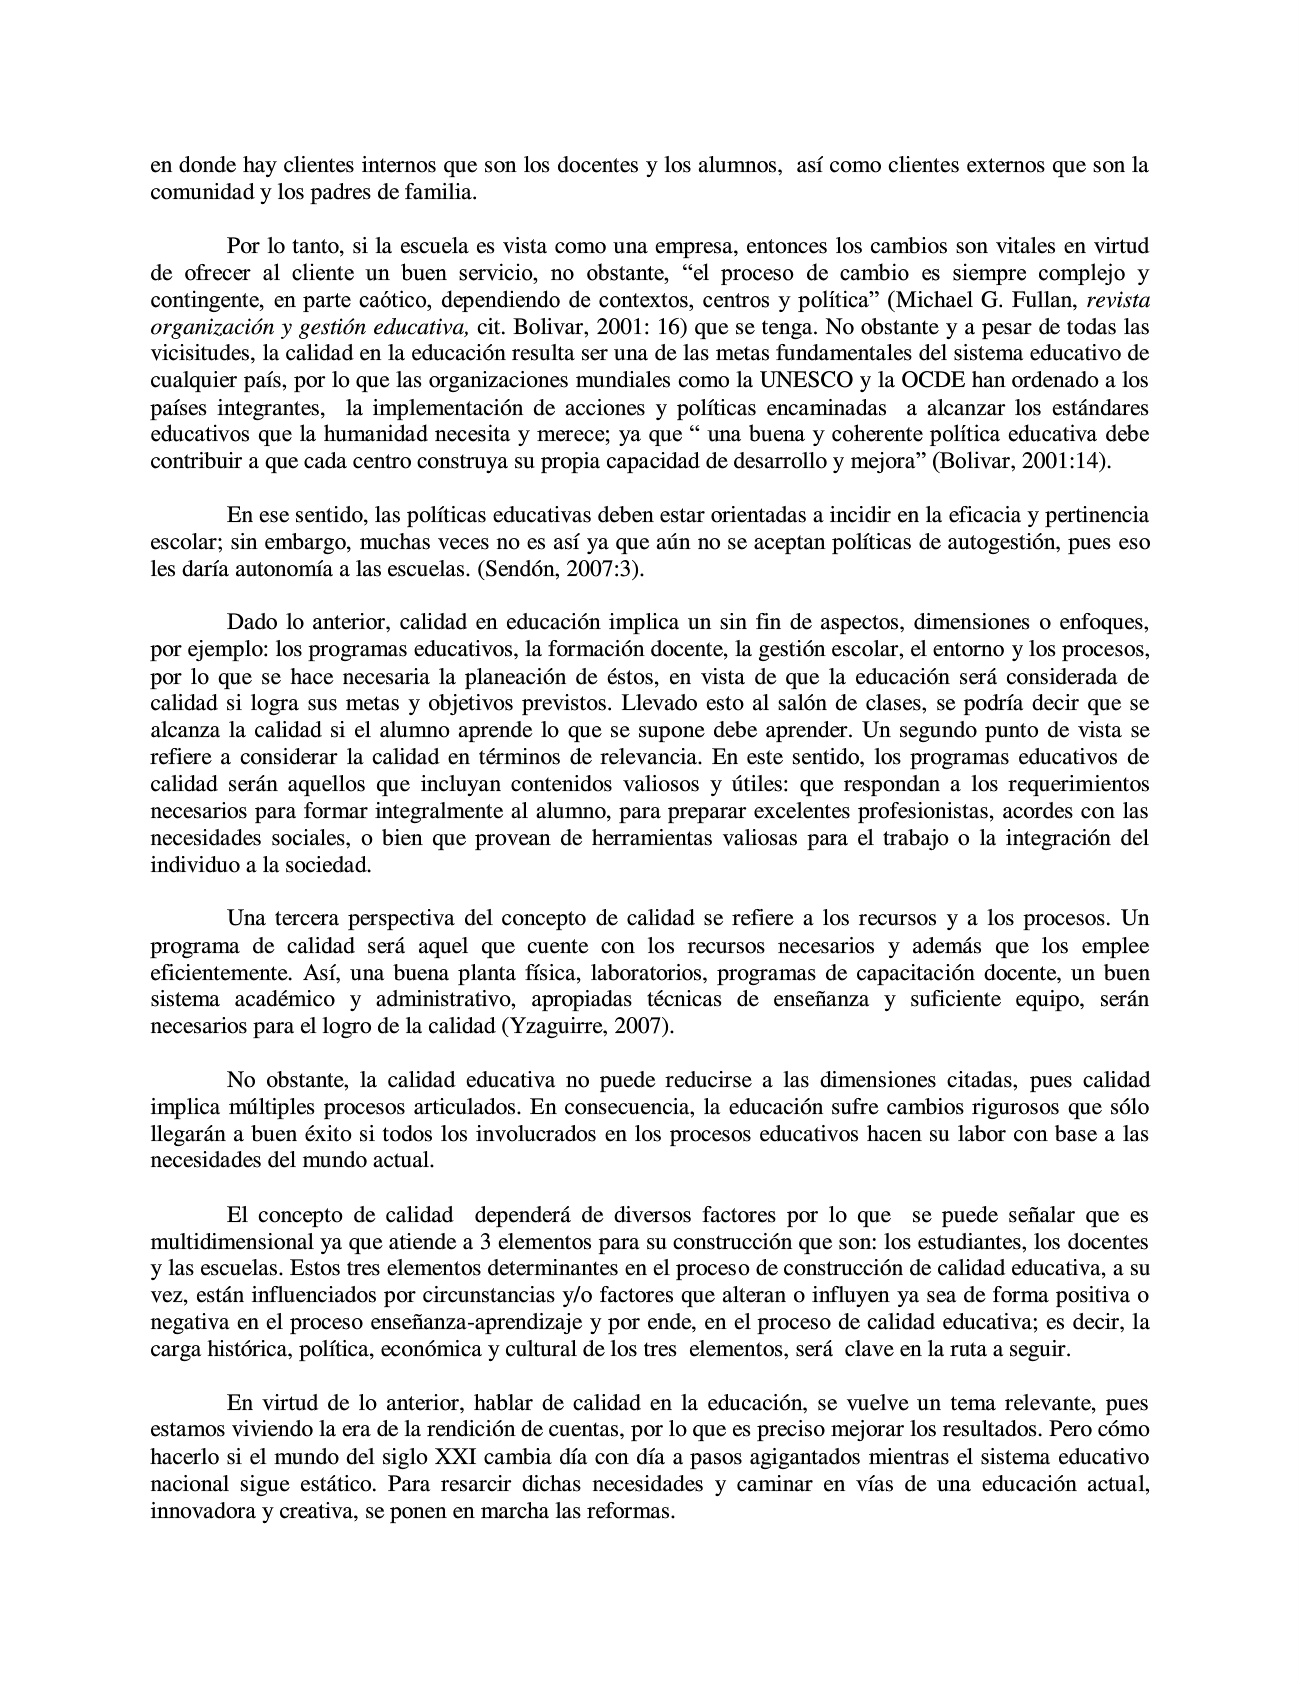 en donde hay clientes internos que son los docentes y los alumnos,  así como clientes externos que son la
comunidad y los padres de familia.
Por lo tanto, si la escuela es vista como una empresa, entonces los cambios son vitales en virtud
de ofrecer al cliente un buen servicio, no obstante, “el proceso de cambio es siempre complejo y
contingente, en parte caótico, dependiendo de contextos, centros y política” (Michael G. Fullan, revista
organización y gestión educativa, cit. Bolivar, 2001: 16) que se tenga. No obstante y a pesar de todas las
vicisitudes, la calidad en la educación resulta ser una de las metas fundamentales del sistema educativo de
cualquier país, por lo que las organizaciones mundiales como la UNESCO y la OCDE han ordenado a los
países integrantes,  la implementación de acciones y políticas encaminadas  a alcanzar los estándares
educativos que la humanidad necesita y merece; ya que “ una buena y coherente política educativa debe
contribuir a que cada centro construya su propia capacidad de desarrollo y mejora” (Bolivar, 2001:14).
En ese sentido, las políticas educativas deben estar orientadas a incidir en la eficacia y pertinencia
escolar; sin embargo, muchas veces no es así ya que aún no se aceptan políticas de autogestión, pues eso
les daría autonomía a las escuelas. (Sendón, 2007:3).
Dado lo anterior, calidad en educación implica un sin fin de aspectos, dimensiones o enfoques,
por ejemplo: los programas educativos, la formación docente, la gestión escolar, el entorno y los procesos,
por lo que se hace necesaria la planeación de éstos, en vista de que la educación será considerada de
calidad si logra sus metas y objetivos previstos. Llevado esto al salón de clases, se podría decir que se
alcanza la calidad si el alumno aprende lo que se supone debe aprender. Un segundo punto de vista se
refiere a considerar la calidad en términos de relevancia. En este sentido, los programas educativos de
calidad serán aquellos que incluyan contenidos valiosos y útiles: que respondan a los requerimientos
necesarios para formar integralmente al alumno, para preparar excelentes profesionistas, acordes con las
necesidades sociales, o bien que provean de herramientas valiosas para el trabajo o la integración del
individuo a la sociedad.
Una tercera perspectiva del concepto de calidad se refiere a los recursos y a los procesos. Un
programa de calidad será aquel que cuente con los recursos necesarios y además que los emplee
eficientemente. Así, una buena planta física, laboratorios, programas de capacitación docente, un buen
sistema académico y administrativo, apropiadas técnicas de enseñanza y suficiente equipo, serán
necesarios para el logro de la calidad (Yzaguirre, 2007).
No obstante, la calidad educativa no puede reducirse a las dimensiones citadas, pues calidad
implica múltiples procesos articulados. En consecuencia, la educación sufre cambios rigurosos que sólo
llegarán a buen éxito si todos los involucrados en los procesos educativos hacen su labor con base a las
necesidades del mundo actual.
El concepto de calidad  dependerá de diversos factores por lo que  se puede señalar que es
multidimensional ya que atiende a 3 elementos para su construcción que son: los estudiantes, los docentes
y las escuelas. Estos tres elementos determinantes en el proceso de construcción de calidad educativa, a su
vez, están influenciados por circunstancias y/o factores que alteran o influyen ya sea de forma positiva o
negativa en el proceso enseñanza-aprendizaje y por ende, en el proceso de calidad educativa; es decir, la
carga histórica, política, económica y cultural de los tres  elementos, será  clave en la ruta a seguir.
En virtud de lo anterior, hablar de calidad en la educación, se vuelve un tema relevante, pues
estamos viviendo la era de la rendición de cuentas, por lo que es preciso mejorar los resultados. Pero cómo
hacerlo si el mundo del siglo XXI cambia día con día a pasos agigantados mientras el sistema educativo
nacional sigue estático. Para resarcir dichas necesidades y caminar en vías de una educación actual,
innovadora y creativa, se ponen en marcha las reformas.